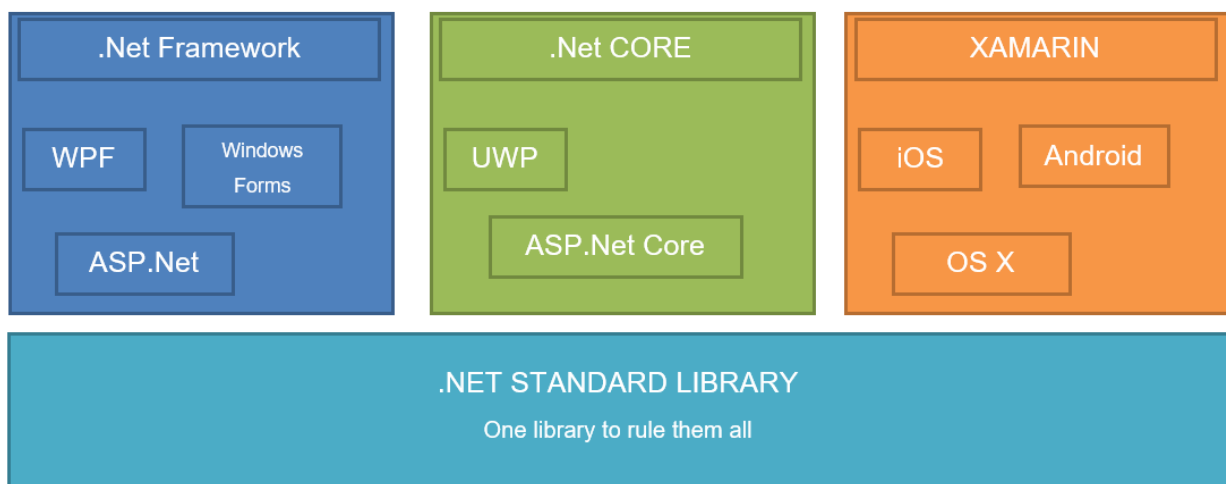 .Net Framework
WPF
Windows
Forms
ASP.Net
.Net CORE
UWP
ASP.Net Core
XAMARIN
iOS
Android
OS X
.NET STANDARD LIBRARY
One library to rule them all